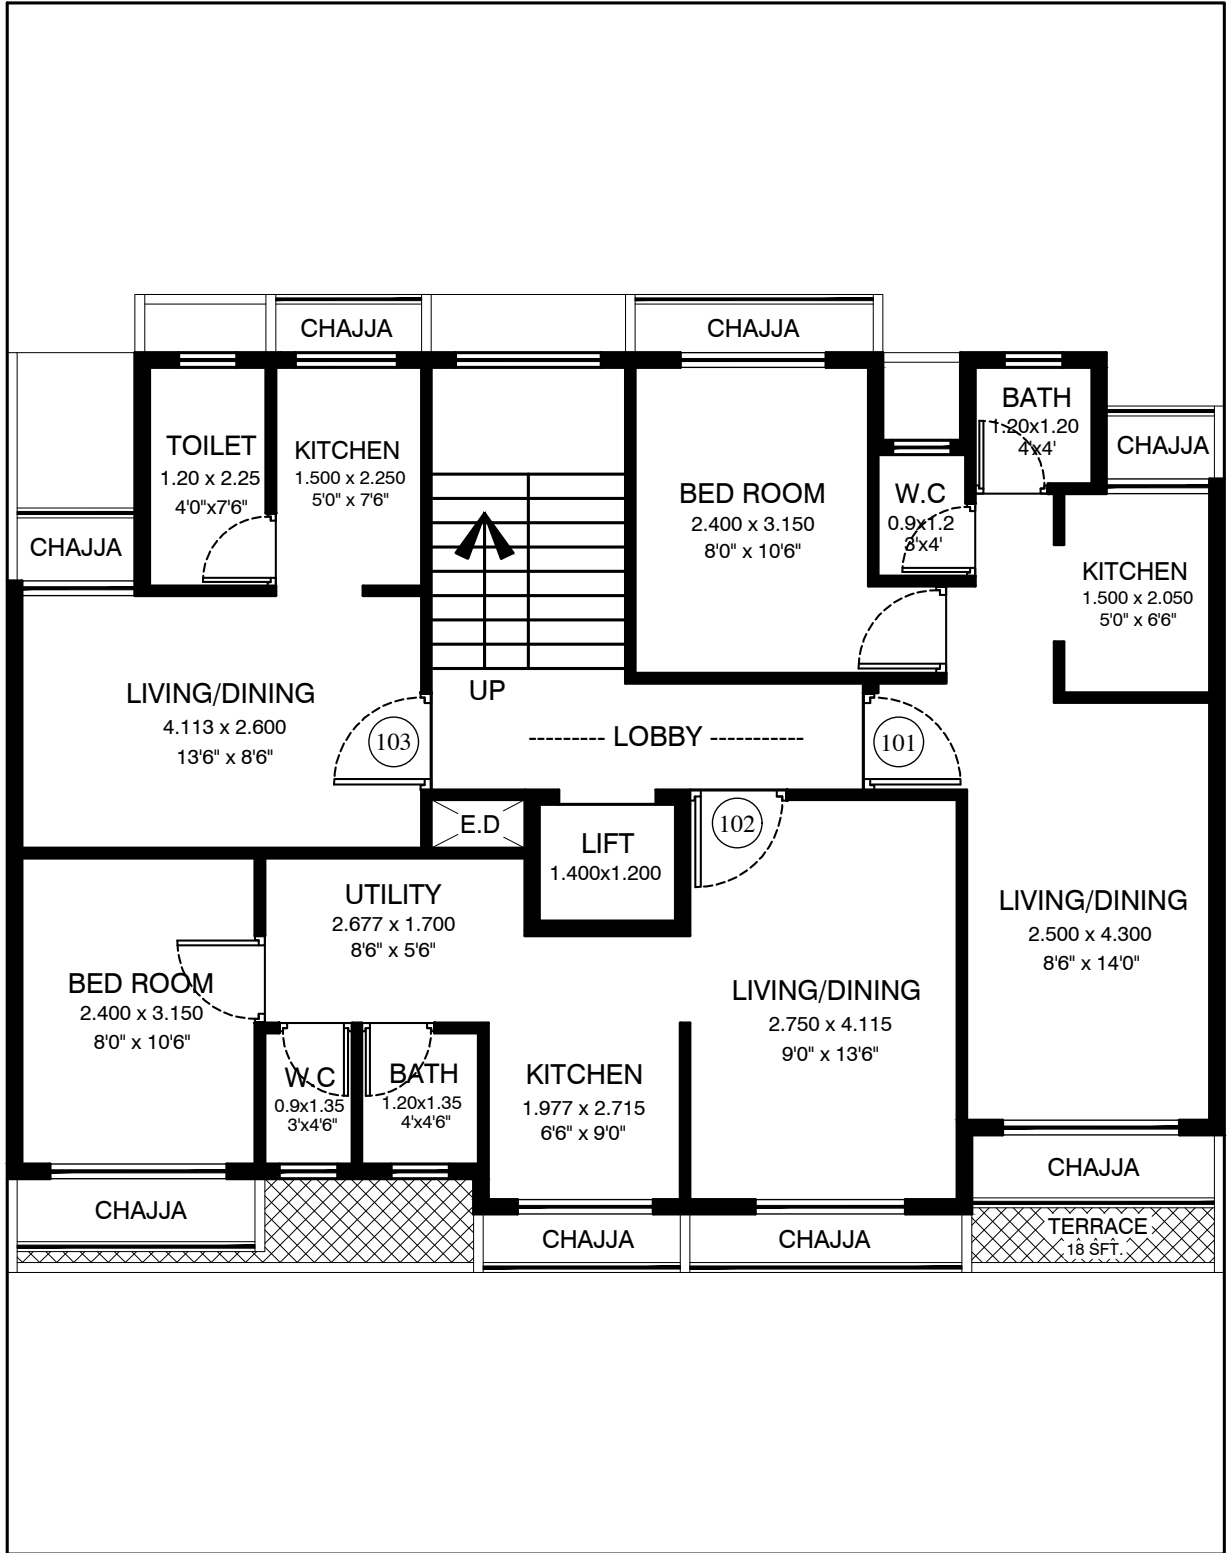 CHAJJA
CHAJJA
BATH
1.20x1.20
4'x4'
CHAJJA
TOILET
1.20 x 2.25
4'0"x7'6"
KITCHEN
1.500 x 2.250
5'0" x 7'6"
BED ROOM
2.400 x 3.150
8'0" x 10'6"
W.C
0.9x1.2
3'x4'
CHAJJA
KITCHEN
1.500 x 2.050
5'0" x 6'6"
LIVING/DINING
4.113 x 2.600
13'6" x 8'6"
UP
103
--------- LOBBY -----------
101
E.D
LIFT
1.400x1.200
102
UTILITY
2.677 x 1.700
8'6" x 5'6"
LIVING/DINING
2.500 x 4.300
8'6" x 14'0"
BED ROOM
2.400 x 3.150
8'0" x 10'6"
LIVING/DINING
2.750 x 4.115
9'0" x 13'6"
W.C
0.9x1.35
3'x4'6"
BATH
1.20x1.35
4'x4'6"
KITCHEN
1.977 x 2.715
6'6" x 9'0"
CHAJJA
CHAJJA
CHAJJA
CHAJJA
TERRACE
18 SFT.